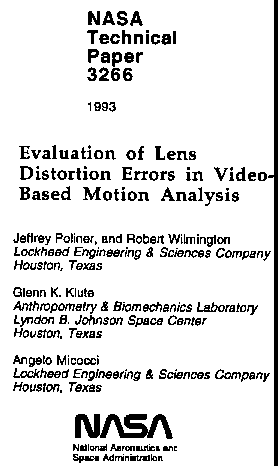 NASA
Technical
Paper
3266
1993
Evaluation of Lens
Distortion Errors in Video-
Based Motion Analysis
Jeffrey Poliner, and Robert Wilmington
Lockheed Engineering & Sciences Company
Houston, Texas
Glenn K. Klute
Anthropometry & Biomechanics Laboratory
Lyndon B. Johnson Space Center
Houston, Texas
Angelo Micocci
Lockheed Engineering & Sciences Company
Houston, Texas
NASA
National Aeronautics and
Space Administration